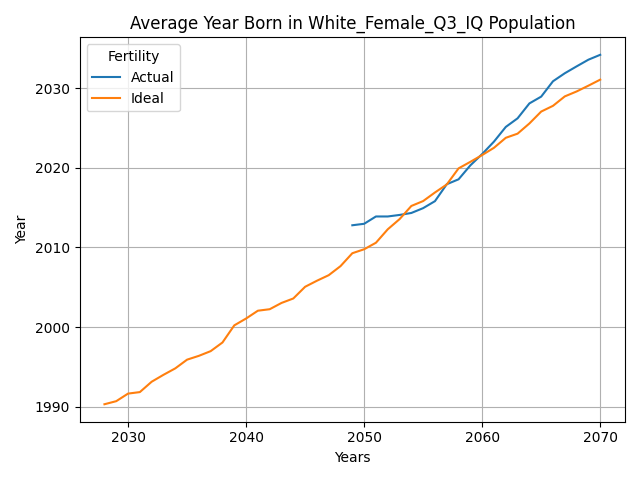 Average Year Born in White_Female_Q3_IQ Population
Fertility
Actual
Ideal
Year
2030
2020
2010
2000
1990
2030 2040 2050 2060 2070
Years